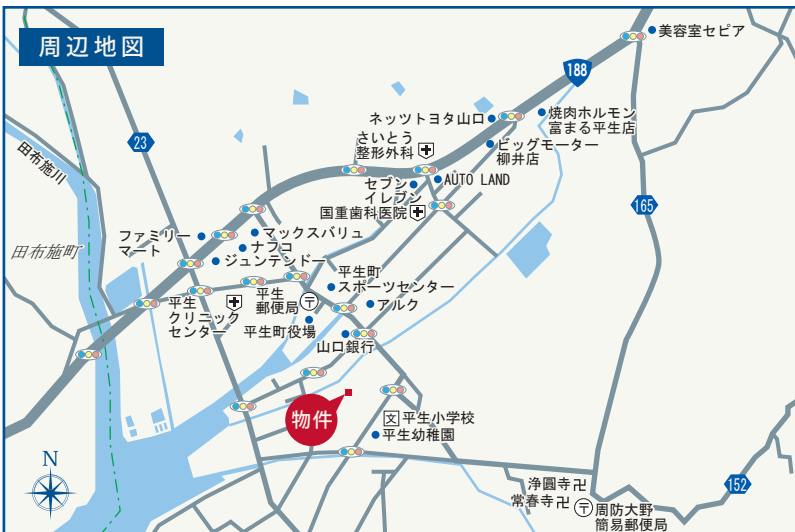 周辺地図
美容室セピア
188
ネッツトヨタ山口
焼肉ホルモン
富まる平生店
さいとう
整形外科
ビッグモーター
柳井店
23
田布施川
セブン
イレブン
AUTO LAND
国重歯科医院
165
田布施町
ファミリー
マート
マックスバリュ
ナフコ
ジュンテンドー
平生町
スポーツセンター
平生
クリニック
センター
平生
郵便局
アルク
平生町役場
山口銀行
物件
文
平生小学校
平生幼稚園
N
浄圓寺
常春寺
周防大野
簡易郵便局
152